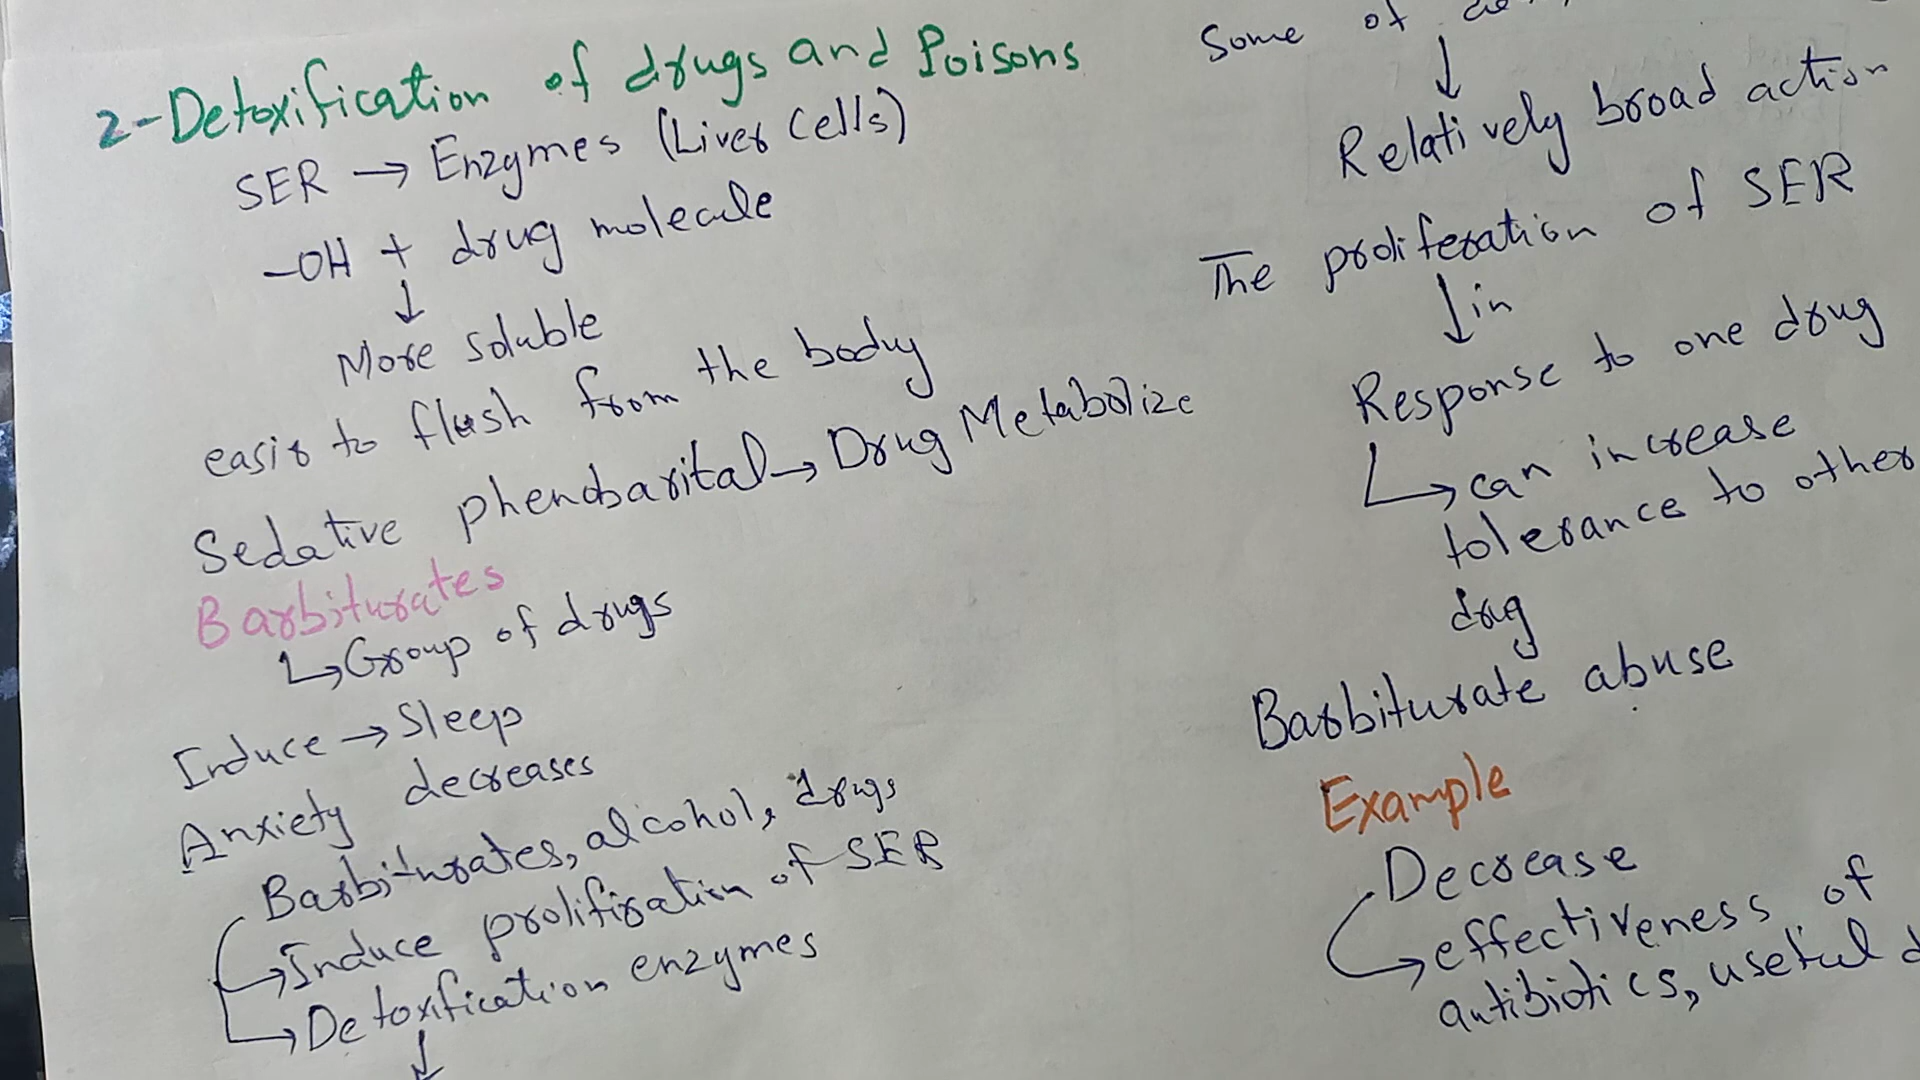 2-Detoxification of drugs and Poisons
SER → Enzymes (Liver Cells)
-OH + drug molecule
↓
More soluble
easir to flush from the body
Sedative phenobarital → Drug Metabolize
Barbiturates
↳ Group of drugs
Induce → Sleep
Anxiety decreases
Barbiturates, alcohol, drugs
→ Induce prolifiration of SER
→ Detoxification enzymes
↓
Some of
↓
Relatively broad action
The proliferation of SER
↓ in
Response to one drug
↳ can increase
tolerance to other
drug
Barbiturate abuse
Example
Decrease
→ effectiveness of
antibiotics, useful